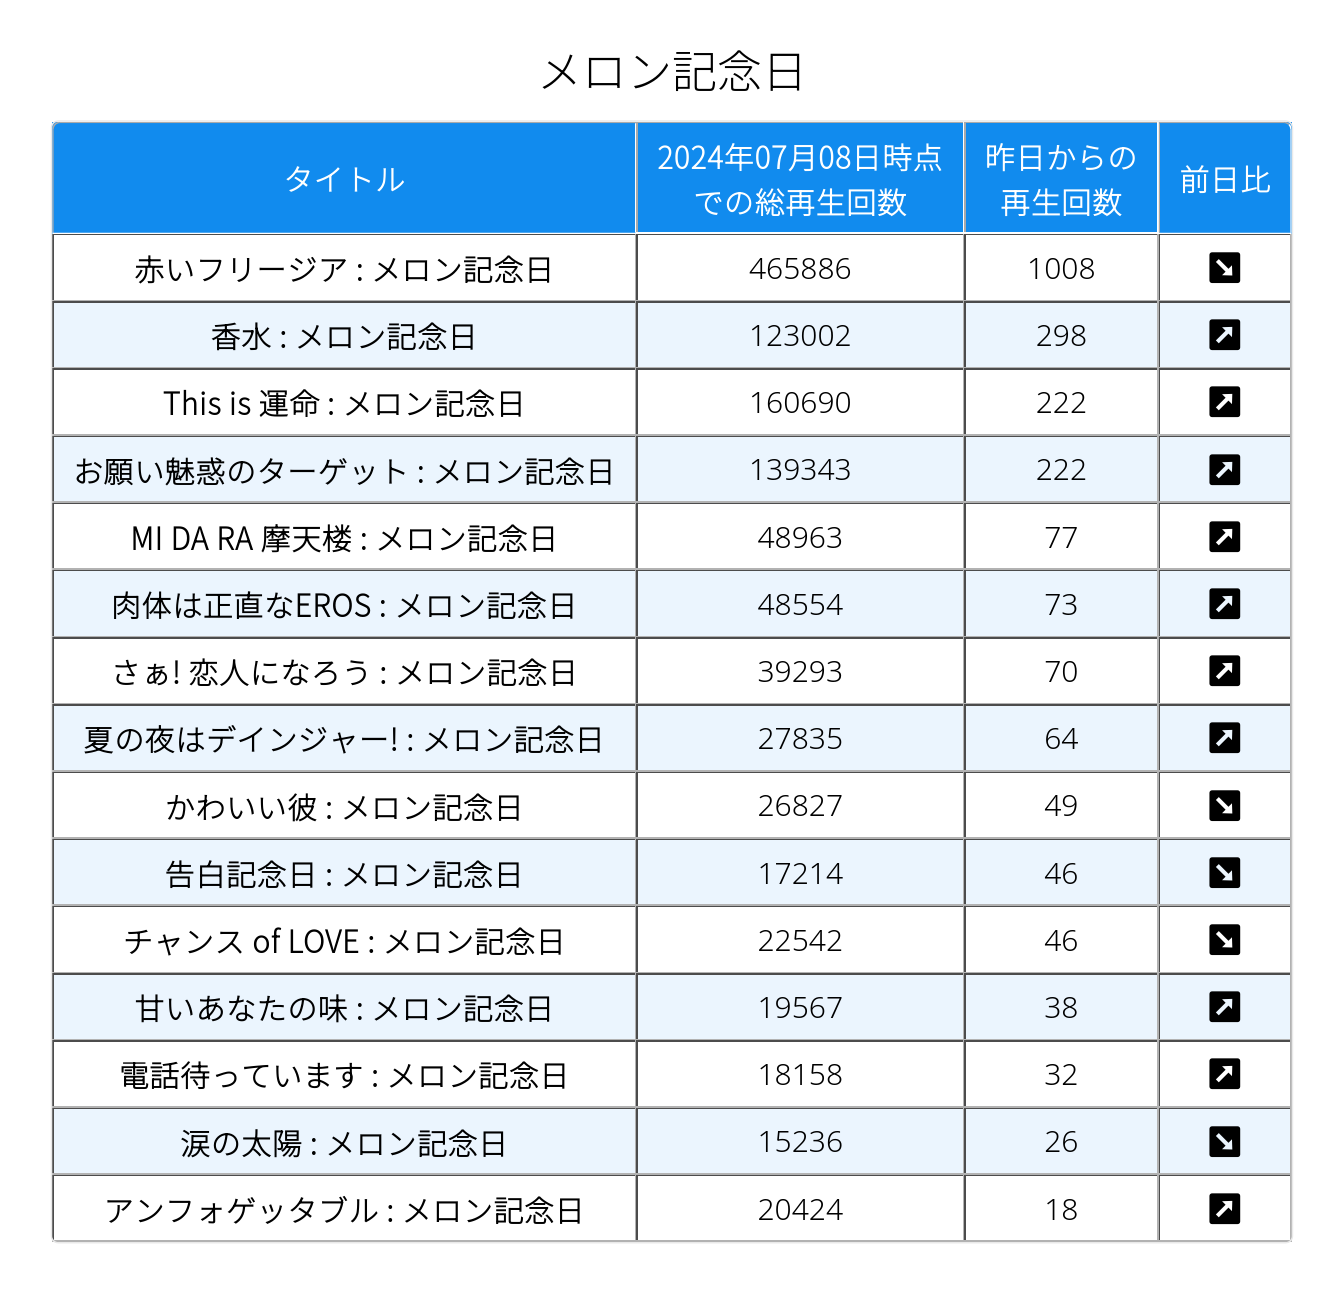 メロン記念日
タイトル 2024年07月08日時点での総再生回数 昨日からの再生回数 前日比
赤いフリージア : メロン記念日 465886 1008 ↘
香水 : メロン記念日 123002 298 ↗
This is 運命 : メロン記念日 160690 222 ↗
お願い魅惑のターゲット : メロン記念日 139343 222 ↗
MI DA RA 摩天楼 : メロン記念日 48963 77 ↗
肉体は正直なEROS : メロン記念日 48554 73 ↗
さぁ! 恋人になろう : メロン記念日 39293 70 ↗
夏の夜はデインジャー! : メロン記念日 27835 64 ↗
かわいい彼 : メロン記念日 26827 49 ↘
告白記念日 : メロン記念日 17214 46 ↘
チャンス of LOVE : メロン記念日 22542 46 ↘
甘いあなたの味 : メロン記念日 19567 38 ↗
電話待っています : メロン記念日 18158 32 ↗
涙の太陽 : メロン記念日 15236 26 ↘
アンフォゲッタブル : メロン記念日 20424 18 ↗